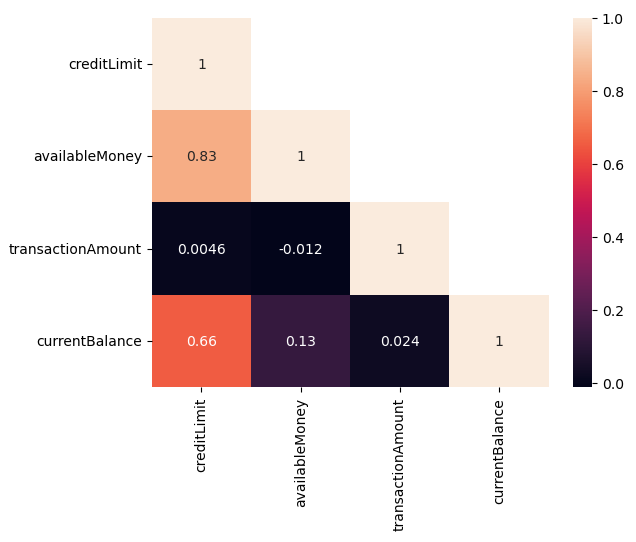 1.0
creditLimit 1
0.8
availableMoney 0.83 1
0.6
0.4
transactionAmount 0.0046 -0.012 1
0.2
currentBalance 0.66 0.13 0.024 1
0.0
creditLimit
availableMoney
transactionAmount
currentBalance